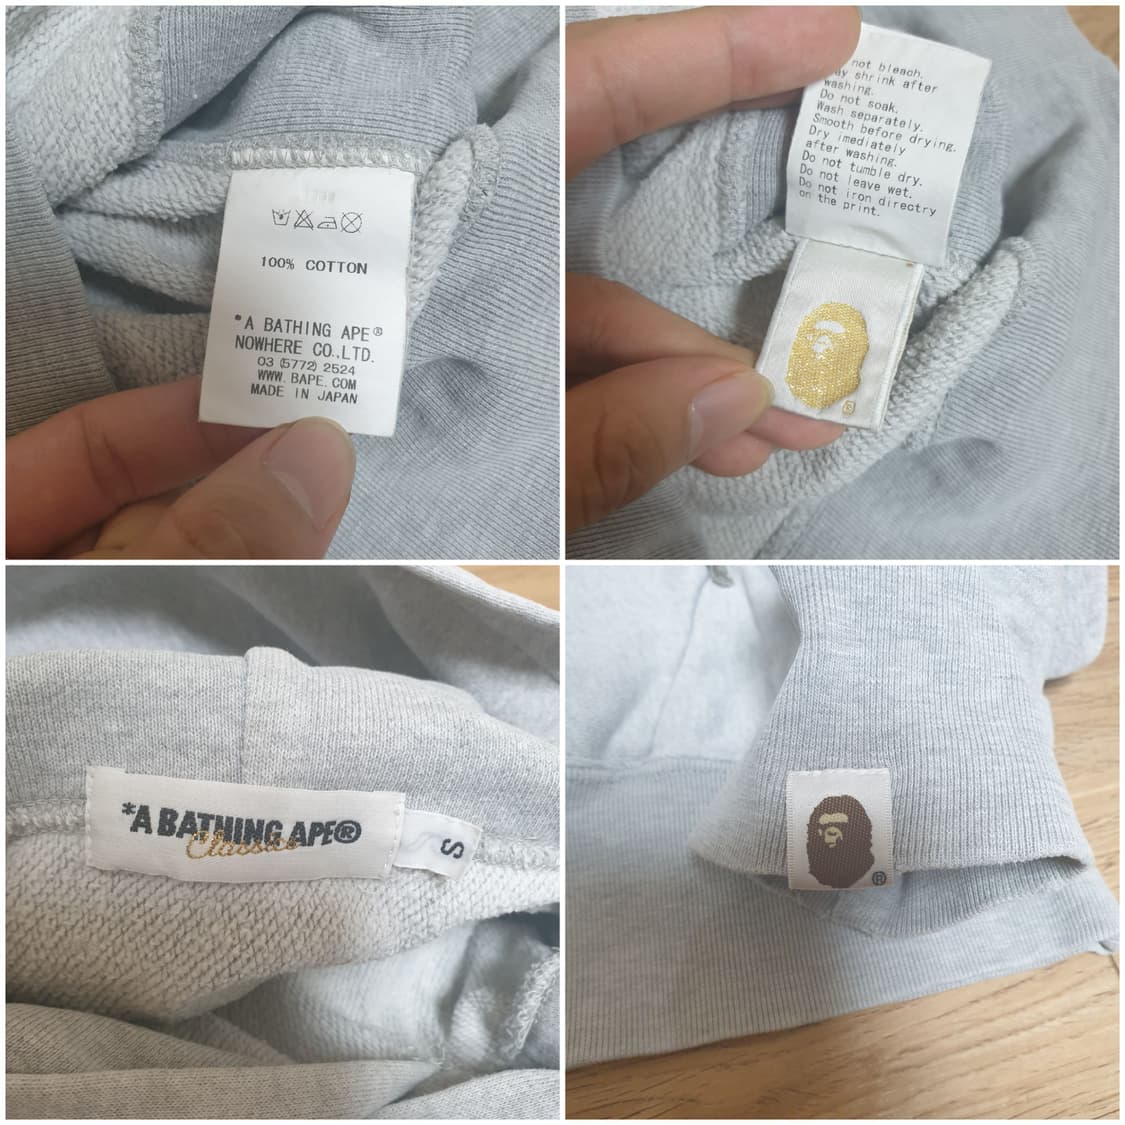 100% COTTON
*A BATHING APE®
NOWHERE CO.,LTD.
03 (5772) 2524
WWW.BAPE.COM
MADE IN JAPAN
not bleach.
shrink after
washing.
Do not soak.
Wash separately.
Smooth before drying.
Dry imediately
after washing.
Do not tumble dry.
Do not leave wet.
Do not iron directry
on the print.
*A BATHING APE®
Classics
S
®